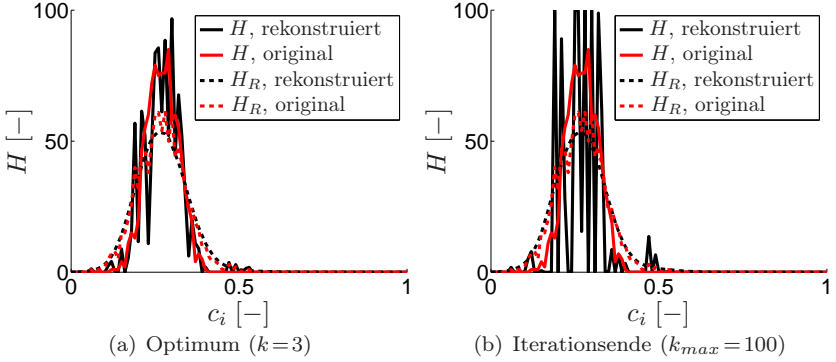 100
50
0
H [−]
H, rekonstruiert
H, original
H_R, rekonstruiert
H_R, original
0
0.5
1
c_i [−]
(a) Optimum (k=3)
100
50
0
H [−]
H, rekonstruiert
H, original
H_R, rekonstruiert
H_R, original
0
0.5
1
c_i [−]
(b) Iterationsende (k_max=100)